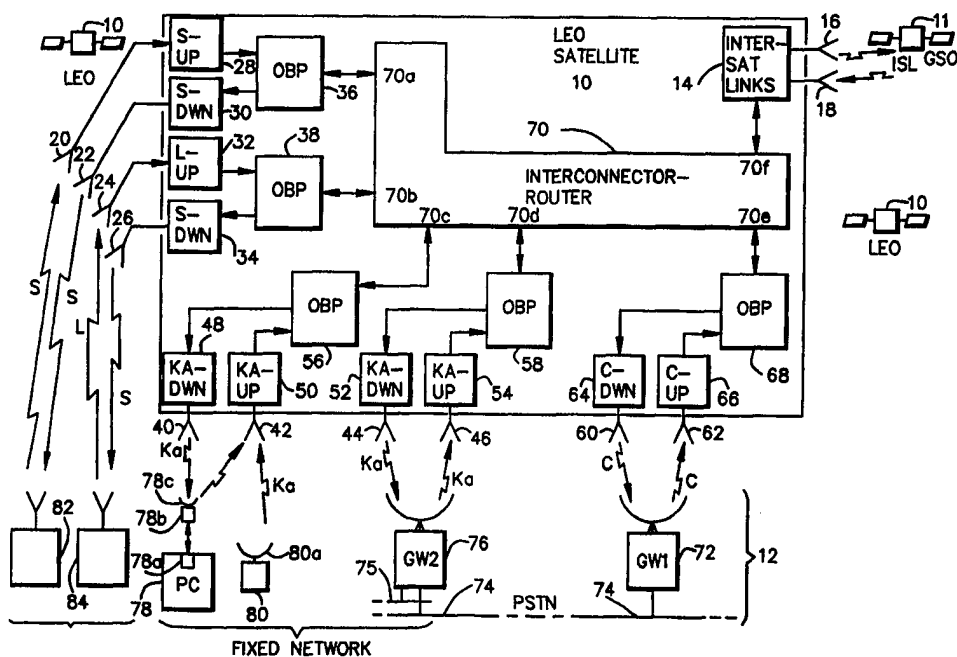 10
LEO
S-
UP
28
OBP
36
S-
DWN
30
20
22
24
26
L-
UP
32
38
OBP
S-
DWN
34
70a
70b
70c
70d
70e
70f
70
INTERCONNECTOR-
ROUTER
LEO
SATELLITE
10
INTER-
SAT
LINKS
14
16
18
ISL
11
GSO
10
LEO
OBP
56
OBP
58
OBP
68
48
KA-
DWN
KA-
UP
50
52
KA-
DWN
KA-
UP
54
64
C-
DWN
C-
UP
66
40
42
44
46
60
62
S
S
L
S
Ka
Ka
Ka
Ka
C
C
78c
78b
78a
PC
78
80a
80
82
84
GW2
76
75
74
PSTN
GW1
72
74
12
FIXED NETWORK